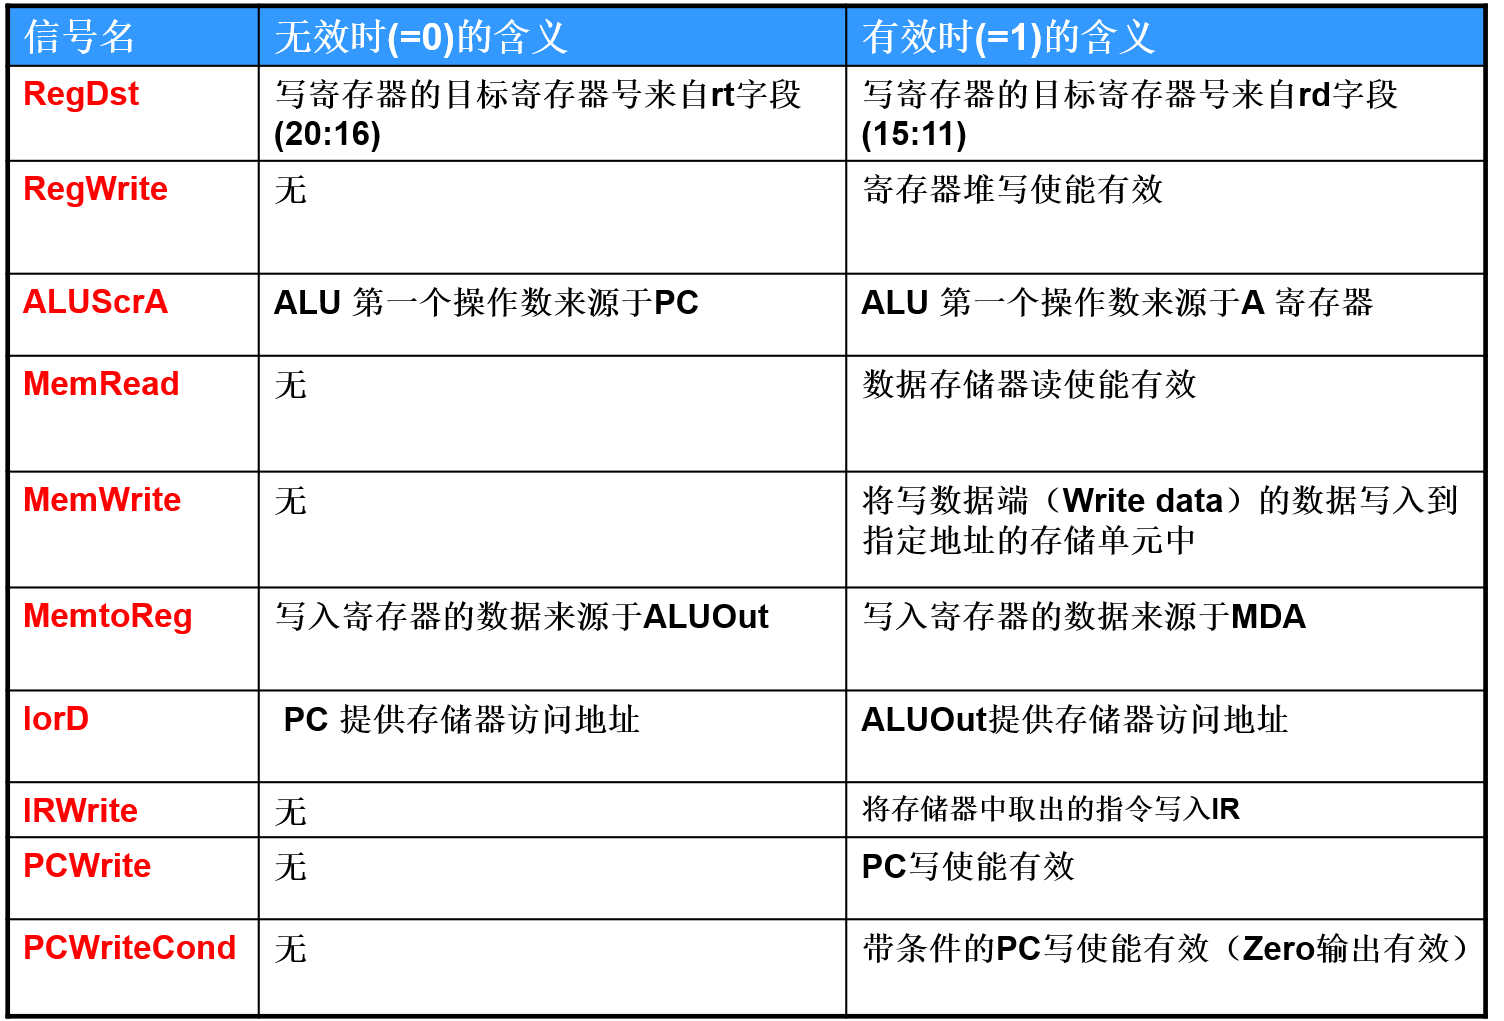 信号名 无效时(=0)的含义 有效时(=1)的含义
RegDst 写寄存器的目标寄存器号来自rt字段 写寄存器的目标寄存器号来自rd字段
(20:16) (15:11)
RegWrite 无 寄存器堆写使能有效
ALUScrA ALU 第一个操作数来源于PC ALU 第一个操作数来源于A 寄存器
MemRead 无 数据存储器读使能有效
MemWrite 无 将写数据端（Write data）的数据写入到
指定地址的存储单元中
MemtoReg 写入寄存器的数据来源于ALUOut 写入寄存器的数据来源于MDA
IorD PC 提供存储器访问地址 ALUOut提供存储器访问地址
IRWrite 无 将存储器中取出的指令写入IR
PCWrite 无 PC写使能有效
PCWriteCond 无 带条件的PC写使能有效（Zero输出有效）